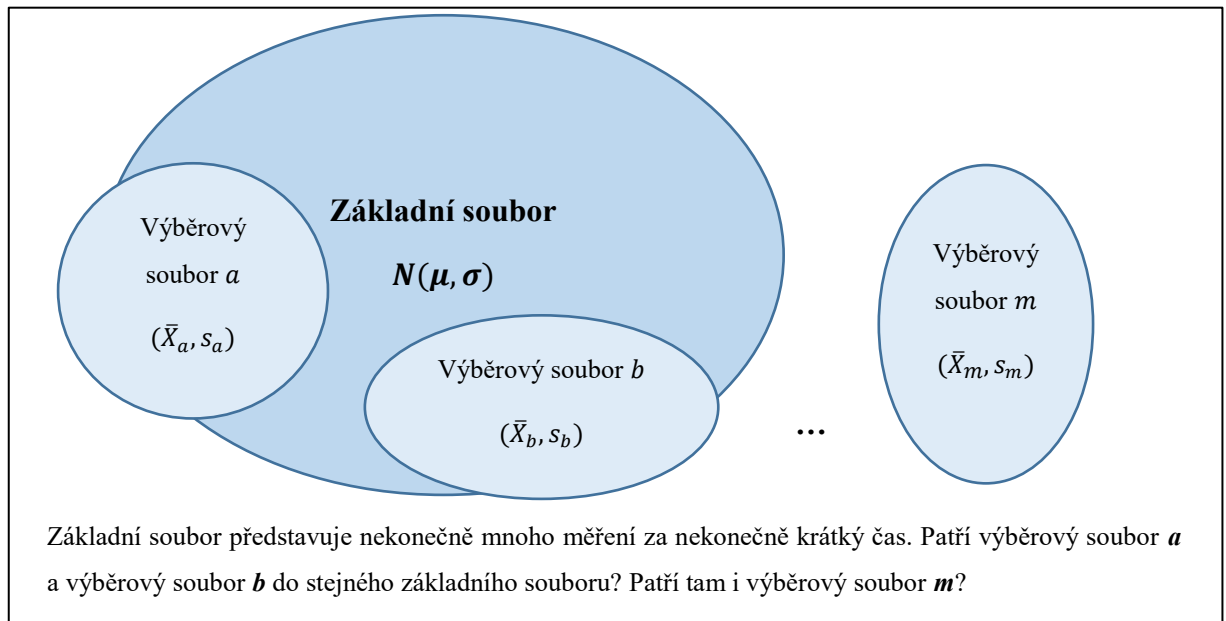 Základní soubor
N(μ, σ)
Výběrový
soubor a
(X̄a, sa)
Výběrový soubor b
(X̄b, sb)
...
Výběrový
soubor m
(X̄m, sm)
Základní soubor představuje nekonečně mnoho měření za nekonečně krátký čas. Patří výběrový soubor a
a výběrový soubor b do stejného základního souboru? Patří tam i výběrový soubor m?